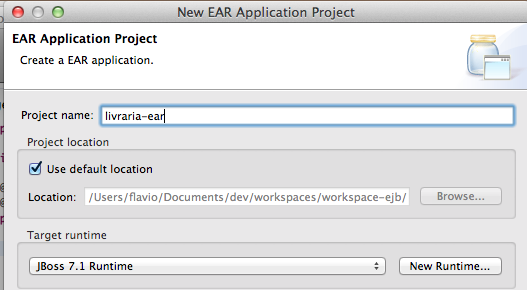 New EAR Application Project
EAR Application Project
Create a EAR application.
Project name: livraria-ear
Project location
Use default location
Location: /Users/flavio/Documents/dev/workspaces/workspace-ejb/ Browse...
Target runtime
JBoss 7.1 Runtime New Runtime...